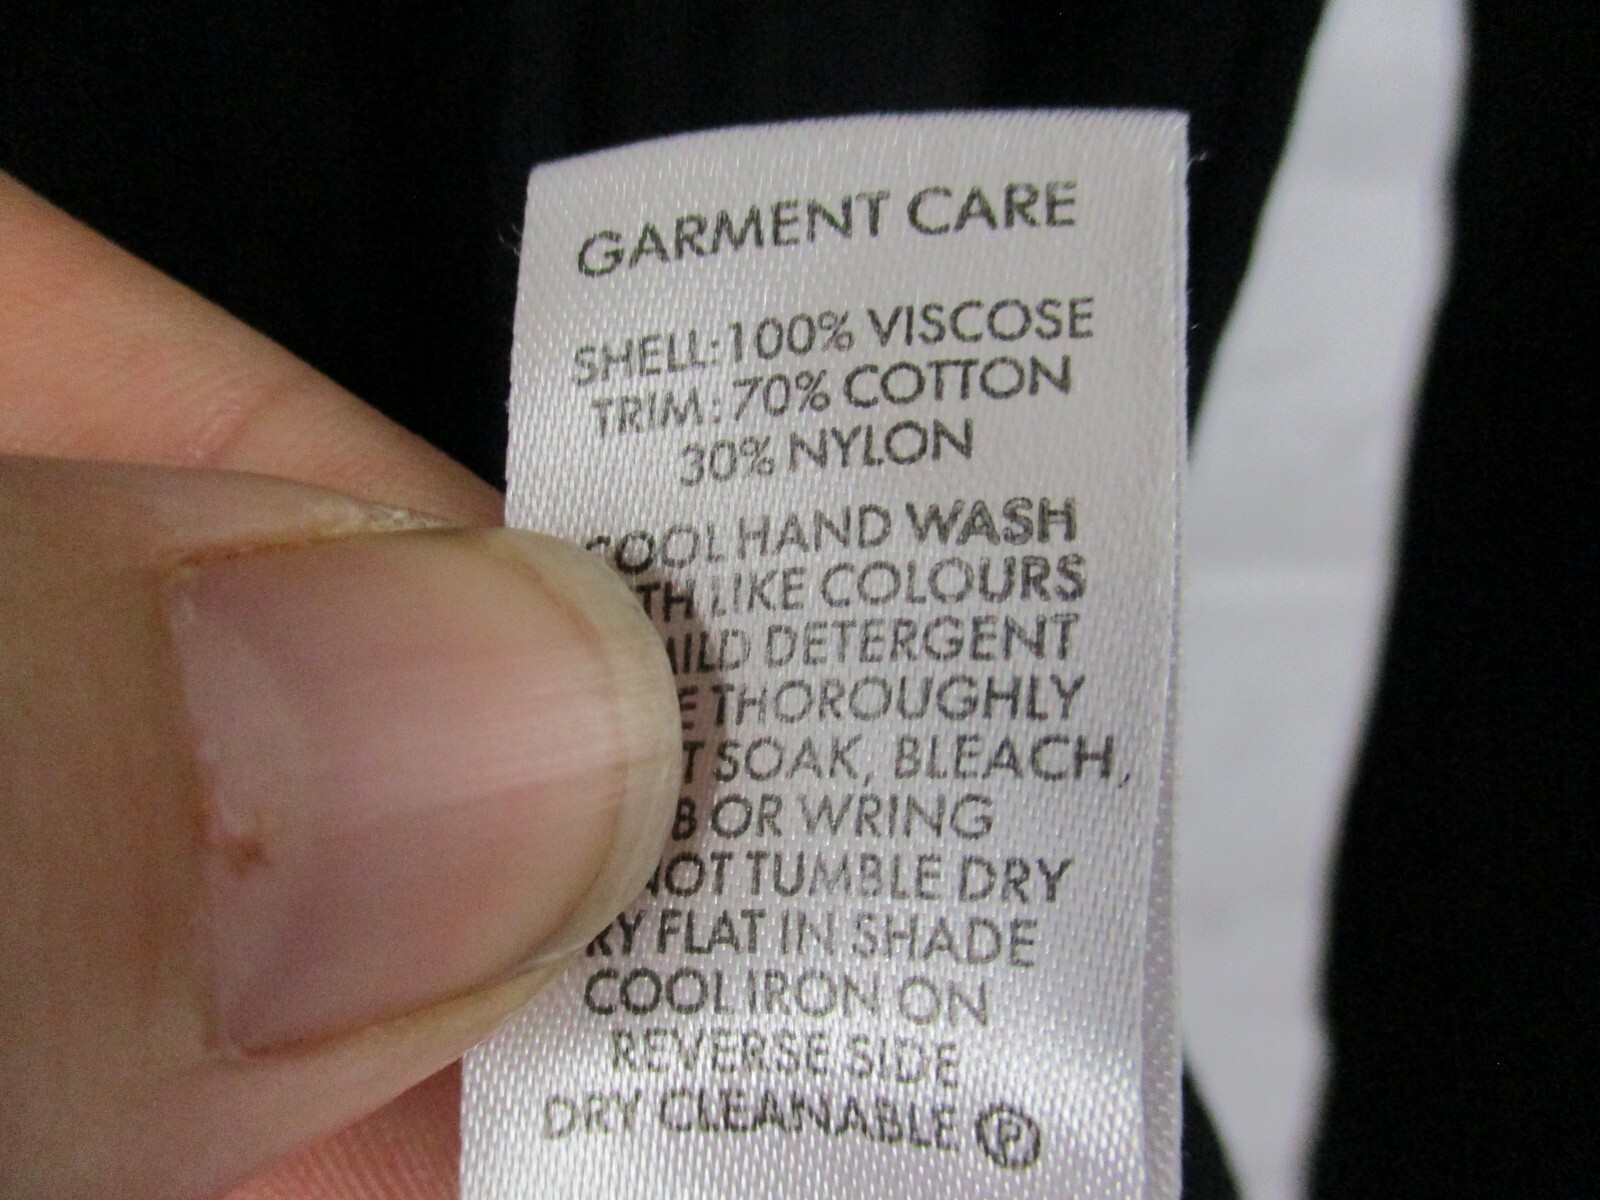 GARMENT CARE
SHELL: 100% VISCOSE
TRIM: 70% COTTON
30% NYLON
COOL HAND WASH
LIKE COLOURS
MILD DETERGENT
THOROUGHLY
SOAK, BLEACH,
OR WRING
NOT TUMBLE DRY
DRY FLAT IN SHADE
COOL IRON ON
REVERSE SIDE
DRY CLEANABLE Ⓟ